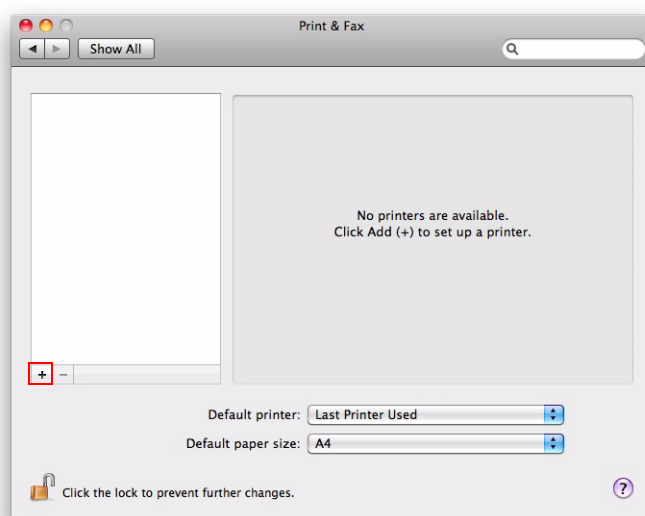 Print & Fax
Show All
No printers are available.
Click Add (+) to set up a printer.
+ −
Default printer: Last Printer Used
Default paper size: A4
Click the lock to prevent further changes.
?